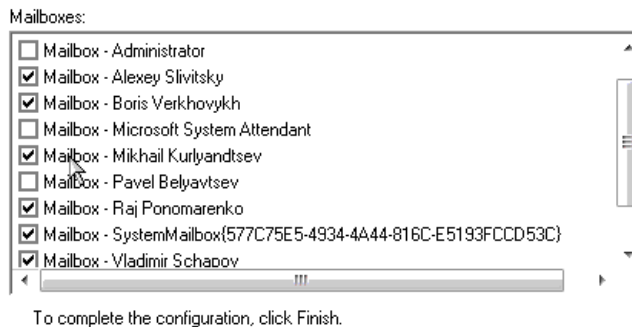 Mailboxes:
Mailbox - Administrator
Mailbox - Alexey Slivitsky
Mailbox - Boris Verkhovykh
Mailbox - Microsoft System Attendant
Mailbox - Mikhail Kurlyandtsev
Mailbox - Pavel Belyavtsev
Mailbox - Raj Ponomarenko
Mailbox - SystemMailbox{577C75E5-4934-4A44-816C-E5193FCCD53C}
Mailbox - Vladimir Schapov
To complete the configuration, click Finish.